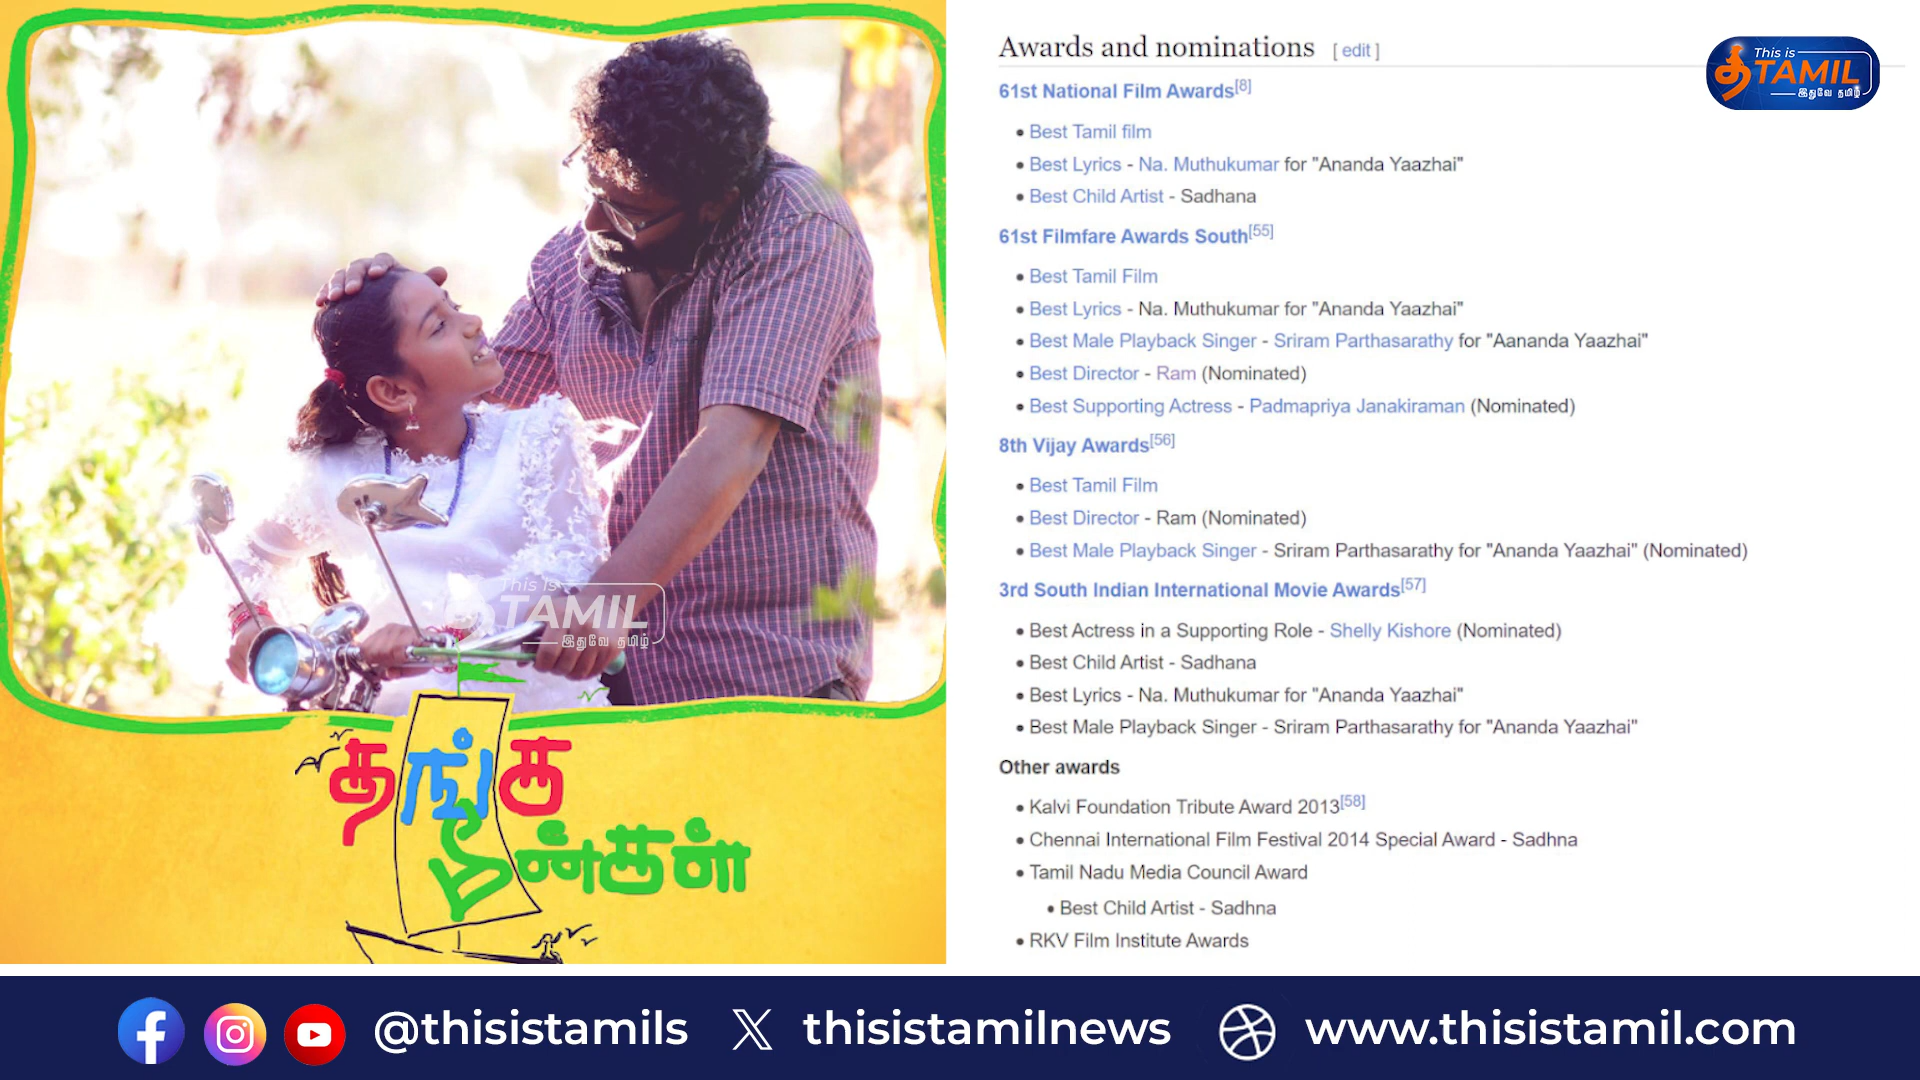 This is
TAMIL
இதுவே தமிழ்
தங்க
மீன்கள்
Awards and nominations [ edit ]
This is
தTAMIL
இதுவே தமிழ்
61st National Film Awards[8]
• Best Tamil film
• Best Lyrics - Na. Muthukumar for "Ananda Yaazhai"
• Best Child Artist - Sadhana
61st Filmfare Awards South[55]
• Best Tamil Film
• Best Lyrics - Na. Muthukumar for "Ananda Yaazhai"
• Best Male Playback Singer - Sriram Parthasarathy for "Aananda Yaazhai"
• Best Director - Ram (Nominated)
• Best Supporting Actress - Padmapriya Janakiraman (Nominated)
8th Vijay Awards[56]
• Best Tamil Film
• Best Director - Ram (Nominated)
• Best Male Playback Singer - Sriram Parthasarathy for "Ananda Yaazhai" (Nominated)
3rd South Indian International Movie Awards[57]
• Best Actress in a Supporting Role - Shelly Kishore (Nominated)
• Best Child Artist - Sadhana
• Best Lyrics - Na. Muthukumar for "Ananda Yaazhai"
• Best Male Playback Singer - Sriram Parthasarathy for "Ananda Yaazhai"
Other awards
• Kalvi Foundation Tribute Award 2013[58]
• Chennai International Film Festival 2014 Special Award - Sadhna
• Tamil Nadu Media Council Award
• Best Child Artist - Sadhna
• RKV Film Institute Awards
@thisistamils thisistamilnews www.thisistamil.com